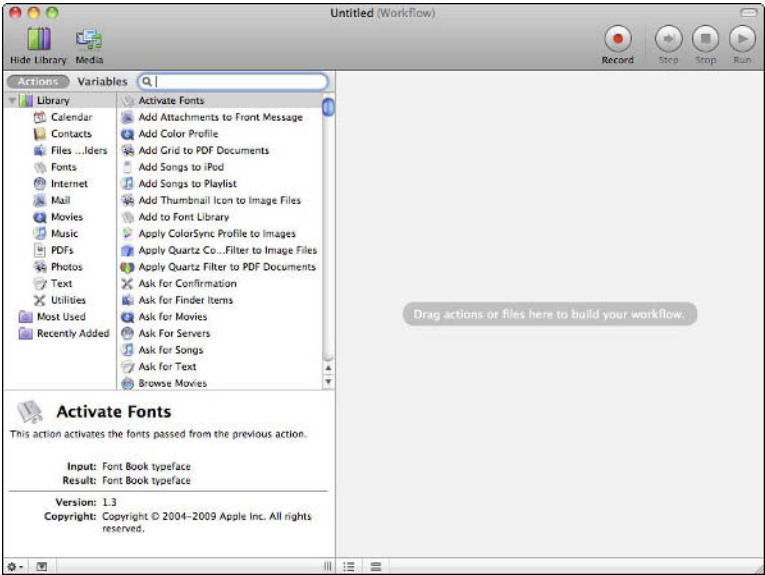 Untitled (Workflow)
Hide Library Media
Record Step Stop Run
Actions Variables
Library
Calendar
Contacts
Files ...lders
Fonts
Internet
Mail
Movies
Music
PDFs
Photos
Text
Utilities
Most Used
Recently Added
Activate Fonts
Add Attachments to Front Message
Add Color Profile
Add Grid to PDF Documents
Add Songs to iPod
Add Songs to Playlist
Add Thumbnail Icon to Image Files
Add to Font Library
Apply ColorSync Profile to Images
Apply Quartz Co...Filter to Image Files
Apply Quartz Filter to PDF Documents
Ask for Confirmation
Ask for Finder Items
Ask for Movies
Ask For Servers
Ask for Songs
Ask for Text
Browse Movies
Drag actions or files here to build your workflow.
Activate Fonts
This action activates the fonts passed from the previous action.
Input: Font Book typeface
Result: Font Book typeface
Version: 1.3
Copyright: Copyright © 2004–2009 Apple Inc. All rights
reserved.